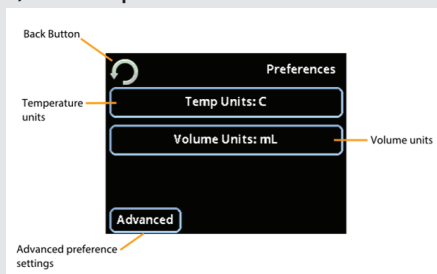 Back Button
Preferences
Temperature
units
Temp Units: C
Volume Units: mL
Volume units
Advanced
Advanced preference
settings